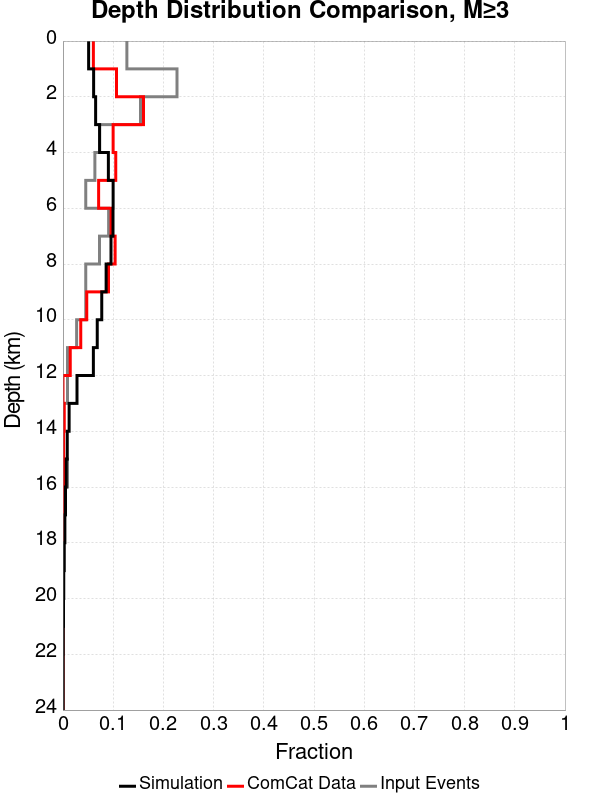 Depth Distribution Comparison, M≥3
0
2
4
6
8
10
12
14
16
18
20
22
24
Depth (km)
0 0.1 0.2 0.3 0.4 0.5 0.6 0.7 0.8 0.9 1
Fraction
Simulation ComCat Data Input Events